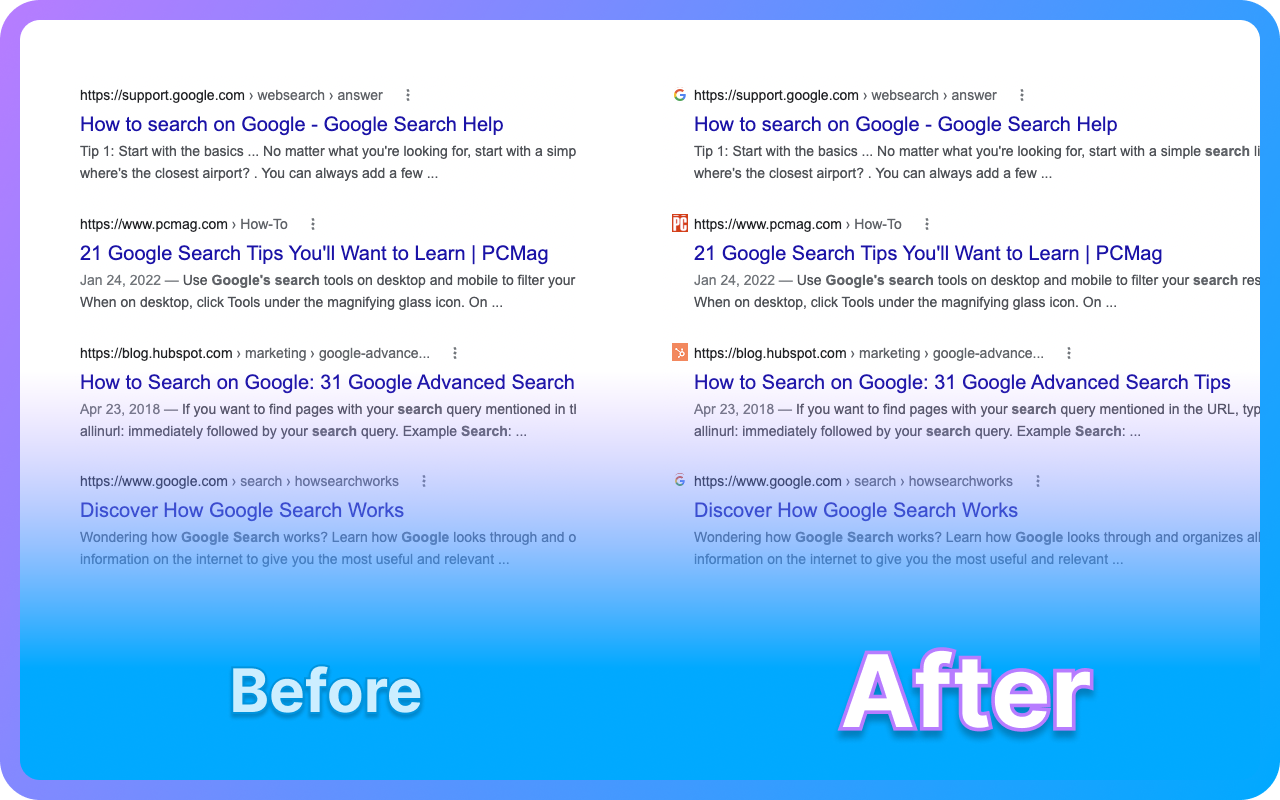 https://support.google.com › websearch › answer
How to search on Google - Google Search Help
Tip 1: Start with the basics ... No matter what you're looking for, start with a simp
where's the closest airport? . You can always add a few ...
https://www.pcmag.com › How-To
21 Google Search Tips You'll Want to Learn | PCMag
Jan 24, 2022 — Use Google's search tools on desktop and mobile to filter your
When on desktop, click Tools under the magnifying glass icon. On ...
https://blog.hubspot.com › marketing › google-advance...
How to Search on Google: 31 Google Advanced Search
Apr 23, 2018 — If you want to find pages with your search query mentioned in
allinurl: immediately followed by your search query. Example Search: ...
https://www.google.com › search › howsearchworks
Discover How Google Search Works
Wondering how Google Search works? Learn how Google looks through and o
information on the internet to give you the most useful and relevant ...
Before
G https://support.google.com › websearch › answer
How to search on Google - Google Search Help
Tip 1: Start with the basics ... No matter what you're looking for, start with a simple search li
where's the closest airport? . You can always add a few ...
PC https://www.pcmag.com › How-To
21 Google Search Tips You'll Want to Learn | PCMag
Jan 24, 2022 — Use Google's search tools on desktop and mobile to filter your search res
When on desktop, click Tools under the magnifying glass icon. On ...
https://blog.hubspot.com › marketing › google-advance...
How to Search on Google: 31 Google Advanced Search Tips
Apr 23, 2018 — If you want to find pages with your search query mentioned in the URL, typ
allinurl: immediately followed by your search query. Example Search: ...
G https://www.google.com › search › howsearchworks
Discover How Google Search Works
Wondering how Google Search works? Learn how Google looks through and organizes all
information on the internet to give you the most useful and relevant ...
After